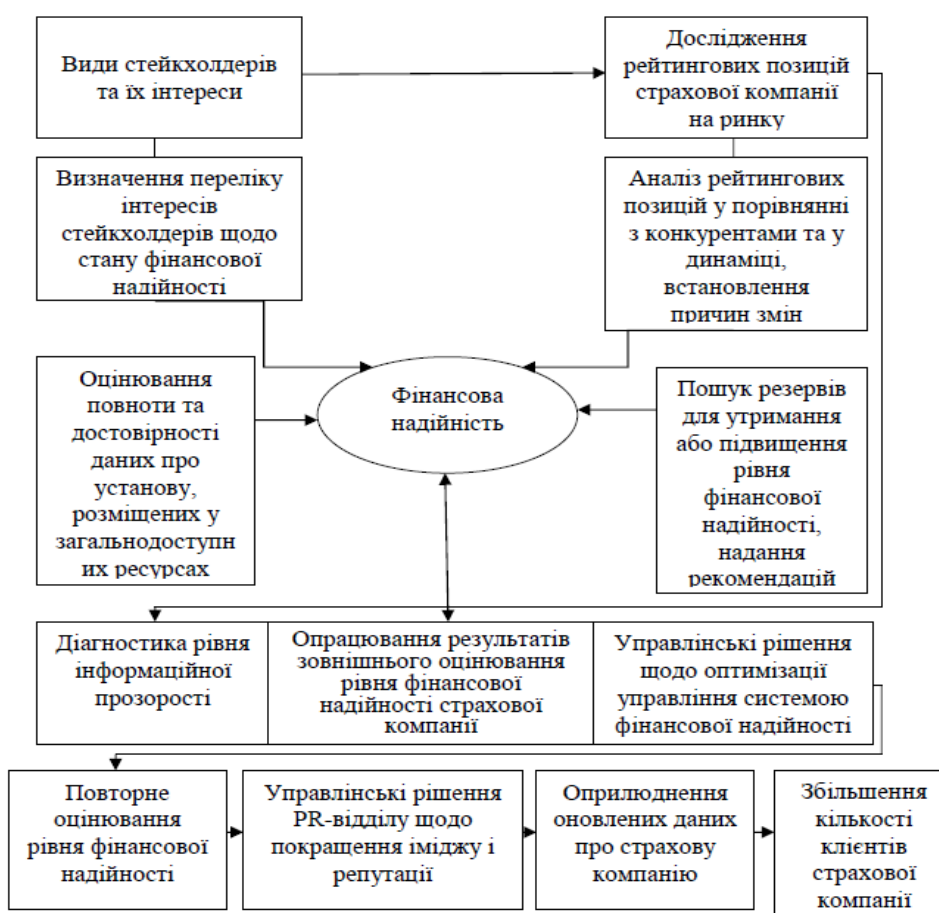 Види стейкхолдерів
та їх інтереси
Дослідження
рейтингових позицій
страхової компанії
на ринку
Визначення переліку
інтересів
стейкхолдерів щодо
стану фінансової
надійності
Аналіз рейтингових
позицій у порівнянні
з конкурентами та у
динаміці,
встановлення
причин змін
Оцінювання
повноти та
достовірності
даних про
установу,
розміщених у
загальнодоступн
их ресурсах
Фінансова
надійність
Пошук резервів
для утримання
або підвищення
рівня
фінансової
надійності,
надання
рекомендацій
Діагностика рівня
інформаційної
прозорості
Опрацювання результатів
зовнішнього оцінювання
рівня фінансової
надійності страхової
компанії
Управлінські рішення
щодо оптимізації
управління системою
фінансової надійності
Повторне
оцінювання
рівня фінансової
надійності
Управлінські рішення
PR-відділу щодо
покращення іміджу і
репутації
Оприлюднення
оновлених даних
про страхову
компанію
Збільшення
кількості
клієнтів
страхової
компанії